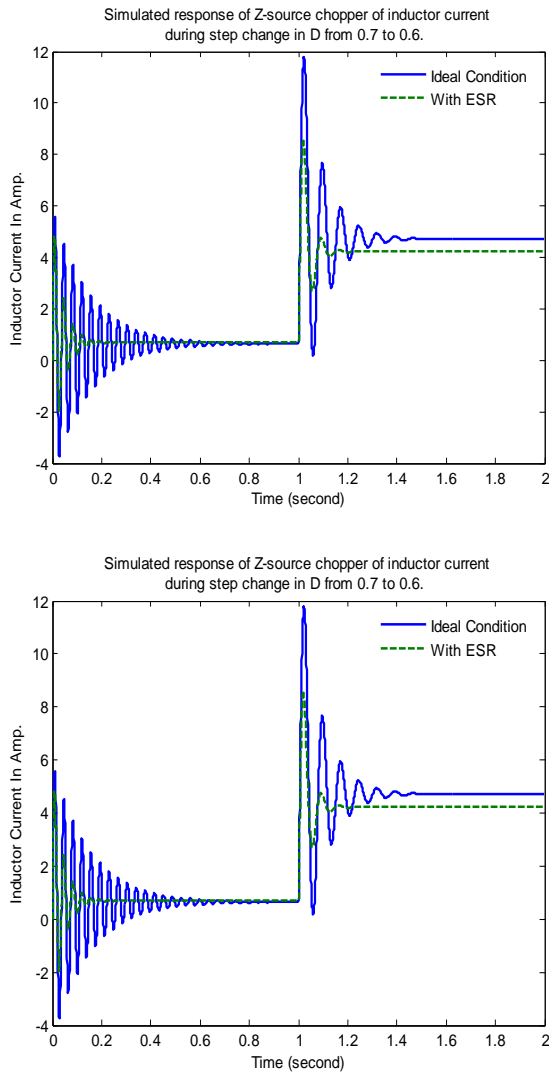 Simulated response of Z-source chopper of inductor current
during step change in D from 0.7 to 0.6.
12
10
8
6
4
2
0
-2
-4
Inductor Current In Amp.
Ideal Condition
With ESR
0 0.2 0.4 0.6 0.8 1 1.2 1.4 1.6 1.8 2
Time (second)
Simulated response of Z-source chopper of inductor current
during step change in D from 0.7 to 0.6.
12
10
8
6
4
2
0
-2
-4
Inductor Current In Amp.
Ideal Condition
With ESR
0 0.2 0.4 0.6 0.8 1 1.2 1.4 1.6 1.8 2
Time (second)